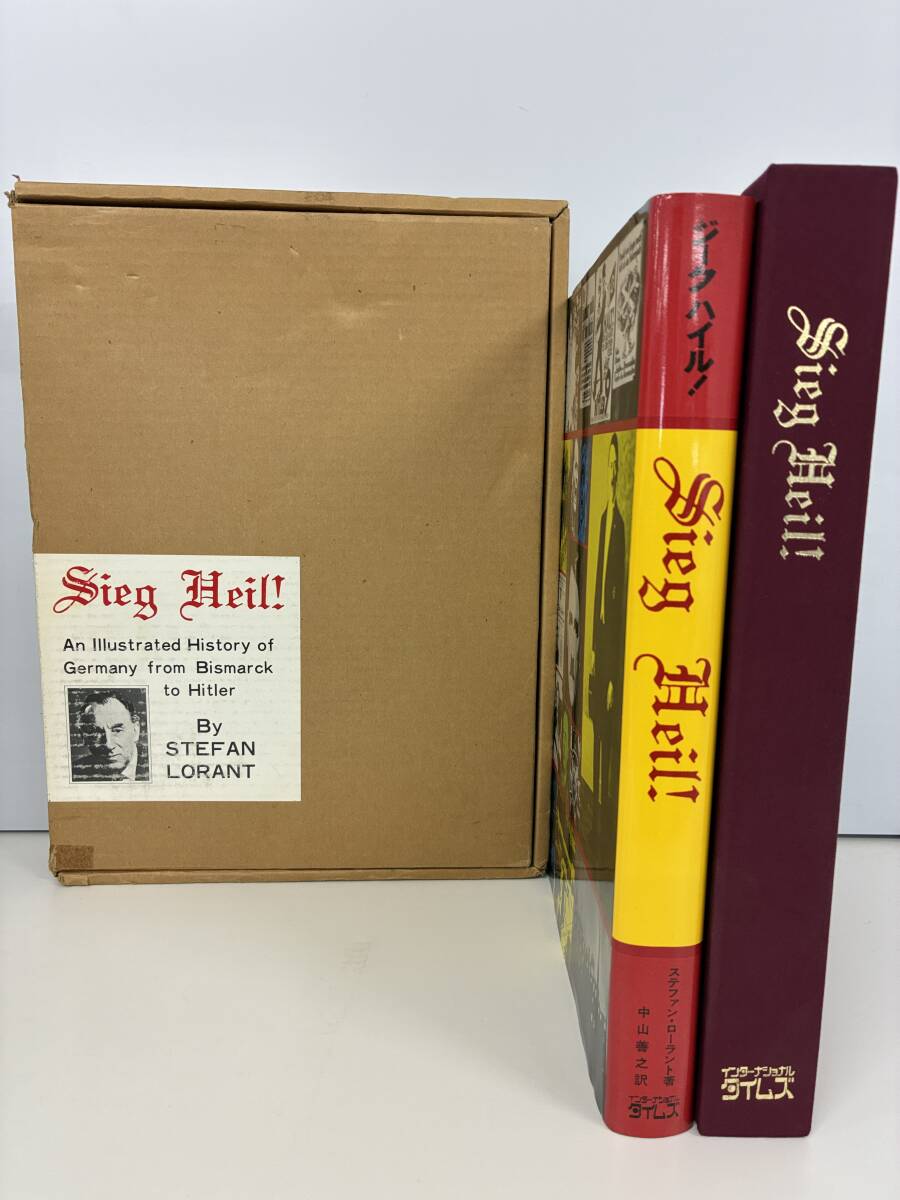 Sieg Heil!
An Illustrated History of
Germany from Bismarck
to Hitler
By
STEFAN
LORANT
ジークハイル!
Sieg Heil!
ステファン・ローラント著
中山善之訳
インターナショナル
タイムズ
Sieg Heil!
インターナショナル
タイムズ